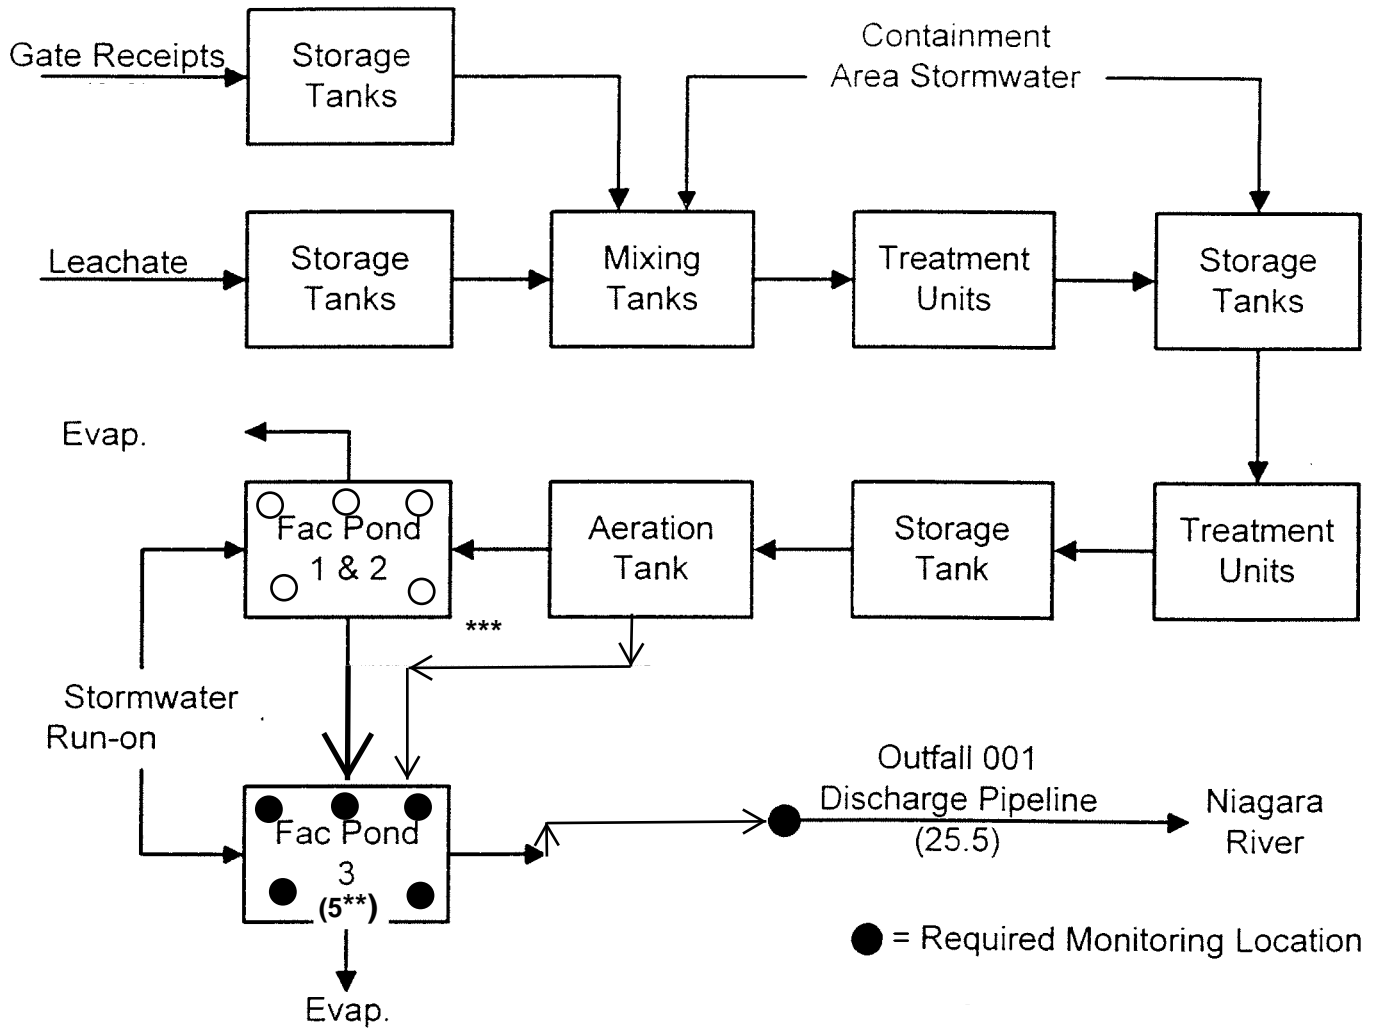 Gate Receipts
Storage
Tanks
Containment
Area Stormwater
Leachate
Storage
Tanks
Mixing
Tanks
Treatment
Units
Storage
Tanks
Evap.
Fac Pond
1 & 2
Aeration
Tank
Storage
Tank
Treatment
Units
***
Stormwater
Run-on
Fac Pond
3
(5**)
Outfall 001
Discharge Pipeline
(25.5)
Niagara
River
= Required Monitoring Location
Evap.